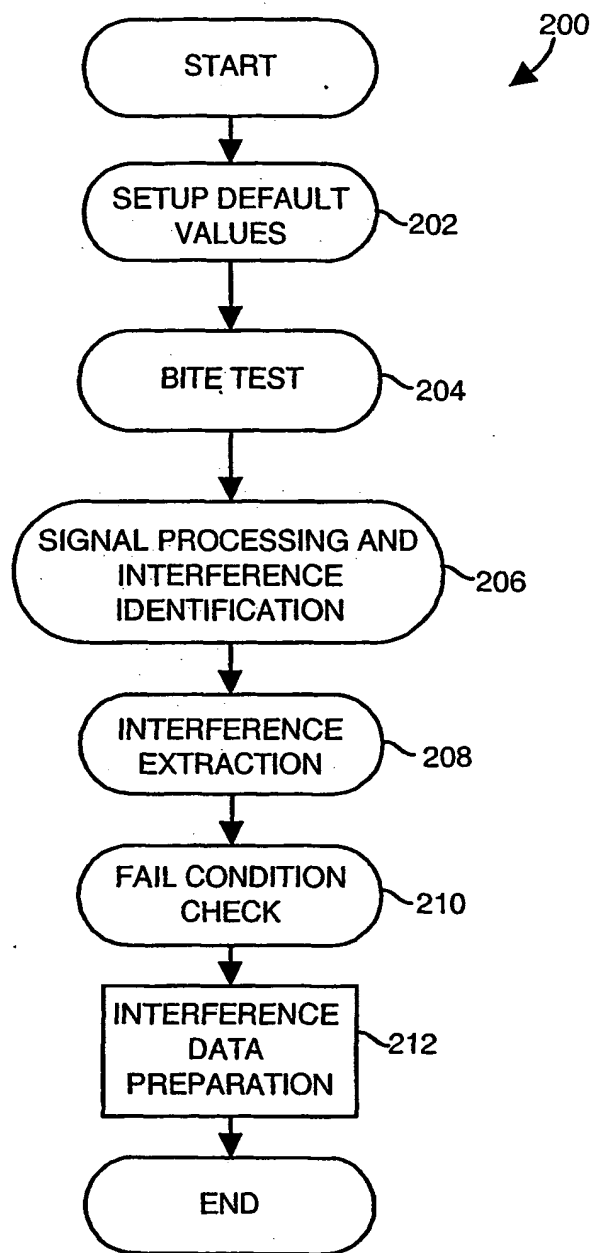 200
START
SETUP DEFAULT
VALUES
202
BITE TEST
204
SIGNAL PROCESSING AND
INTERFERENCE
IDENTIFICATION
206
INTERFERENCE
EXTRACTION
208
FAIL CONDITION
CHECK
210
INTERFERENCE
DATA
PREPARATION
212
END